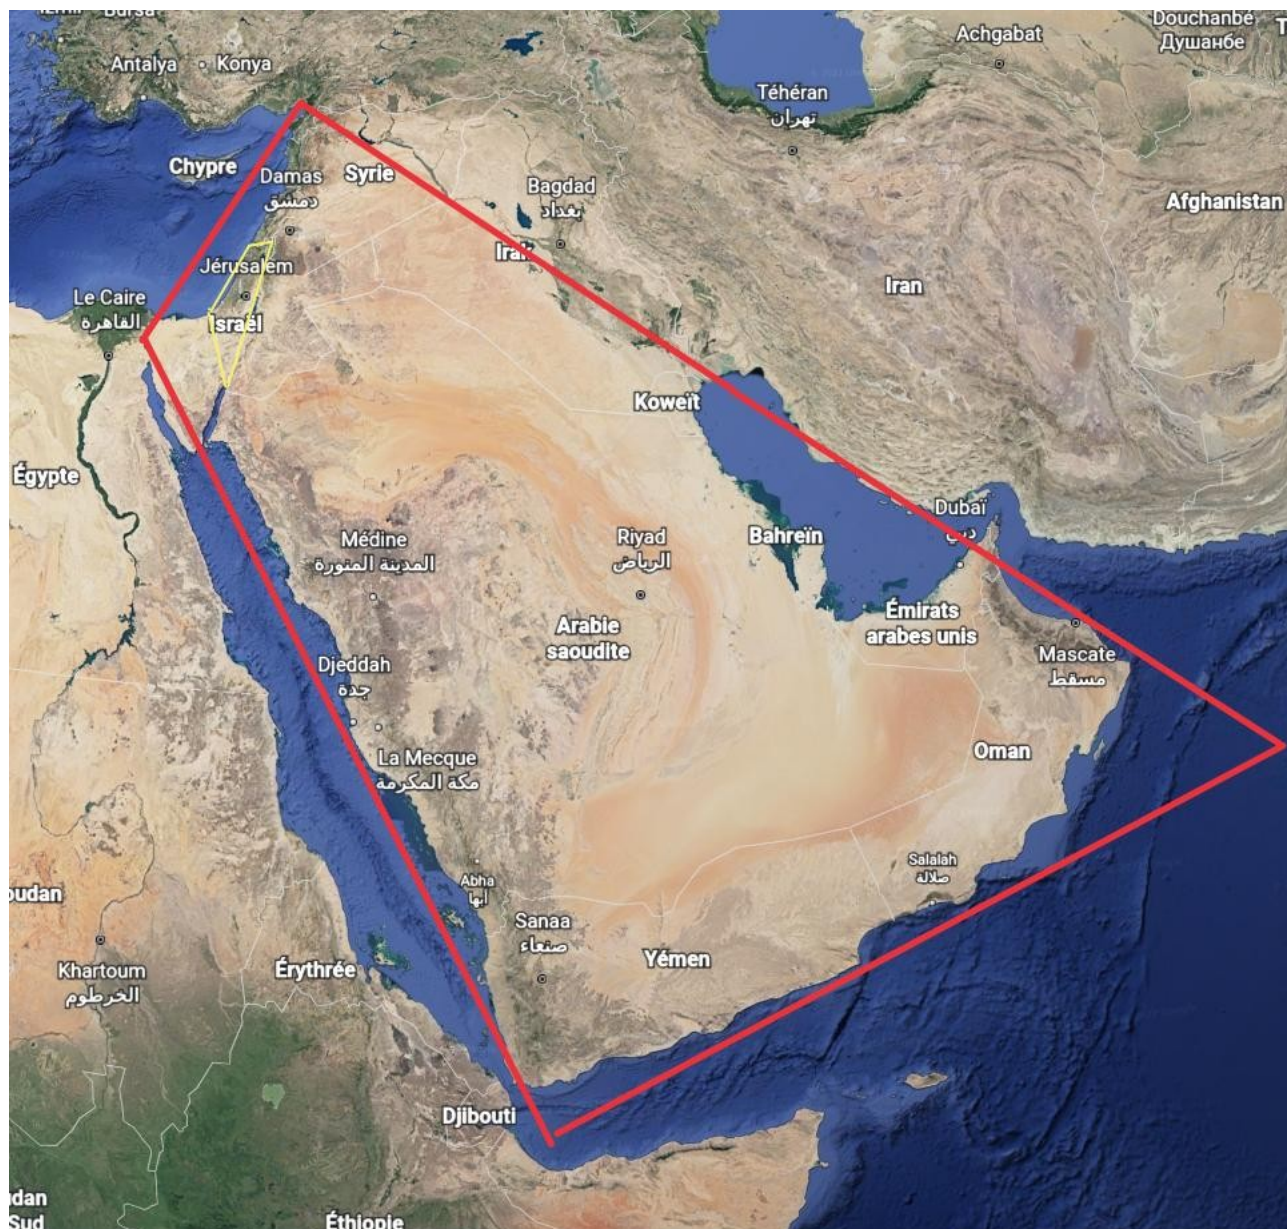 Douchanbé
Душанбе
Achgabat
Antalya
Konya
Téhéran
تهران
Chypre
Damas
دمشق
Syrie
Bagdad
بغداد
Afghanistan
Irak
Jérusalem
Iran
Le Caire
القاهرة
Israël
Koweït
Égypte
Dubaï
دبي
Médine
المدينة المنورة
Riyad
الرياض
Bahreïn
Arabie
saoudite
Émirats
arabes unis
Mascate
مسقط
Djeddah
جدة
La Mecque
مكة المكرمة
Oman
Salalah
صلالة
oudan
Abha
أبها
Sanaa
صنعاء
Yémen
Khartoum
الخرطوم
Érythrée
Djibouti
dan
Sud
Éthiopie